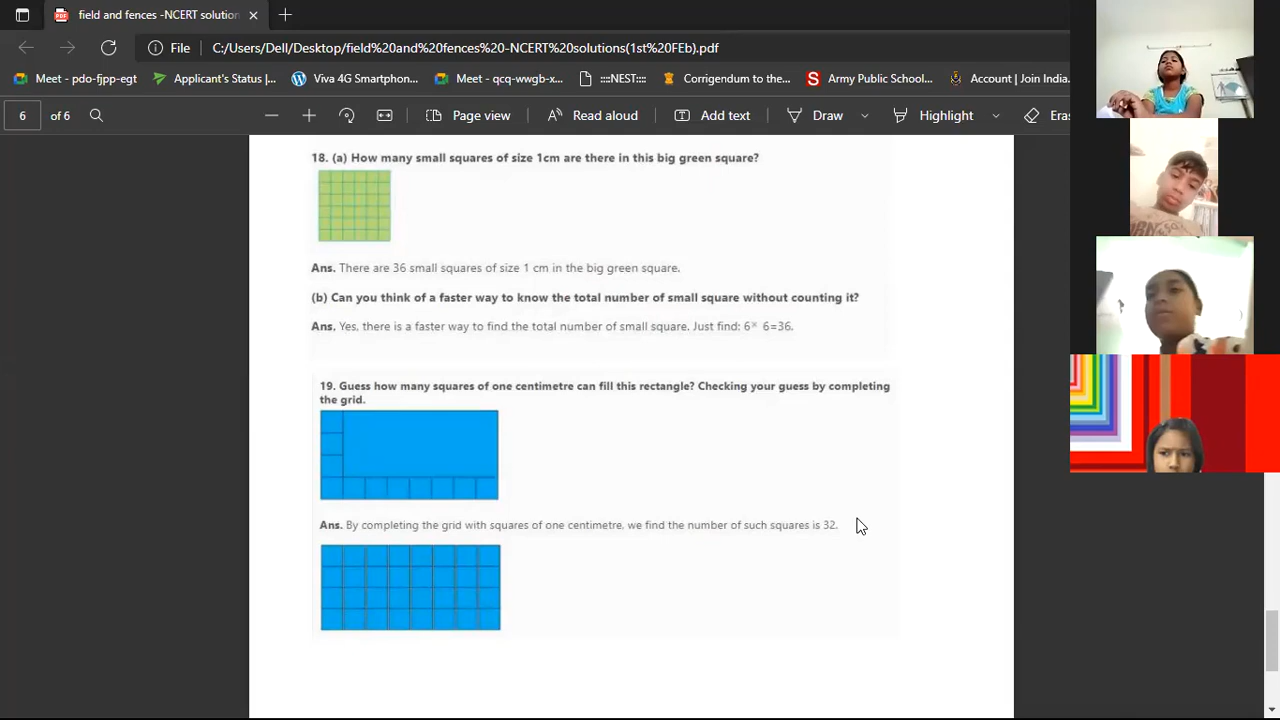 field and fences -NCERT solution
File
C:/Users/Dell/Desktop/field%20and%20fences%20-NCERT%20solutions(1st%20FEb).pdf
Meet - pdo-fjpp-egt
Applicant's Status |...
Viva 4G Smartphon...
Meet - qcq-wwne-x...
::::NEST::::
Corrigendum to the...
Army Public School...
Account | Join India.
6
of 6
Page view
Read aloud
Add text
Draw
Highlight
Eras
18. (a) How many small squares of size 1cm are there in this big green square?
Ans. There are 36 small squares of size 1 cm in the big green square.
(b) Can you think of a faster way to know the total number of small square without counting it?
Ans. Yes, there is a faster way to find the total number of small square. Just find: 6× 6=36.
19. Guess how many squares of one centimetre can fill this rectangle? Checking your guess by completing
the grid.
Ans. By completing the grid with squares of one centimetre, we find the number of such squares is 32.